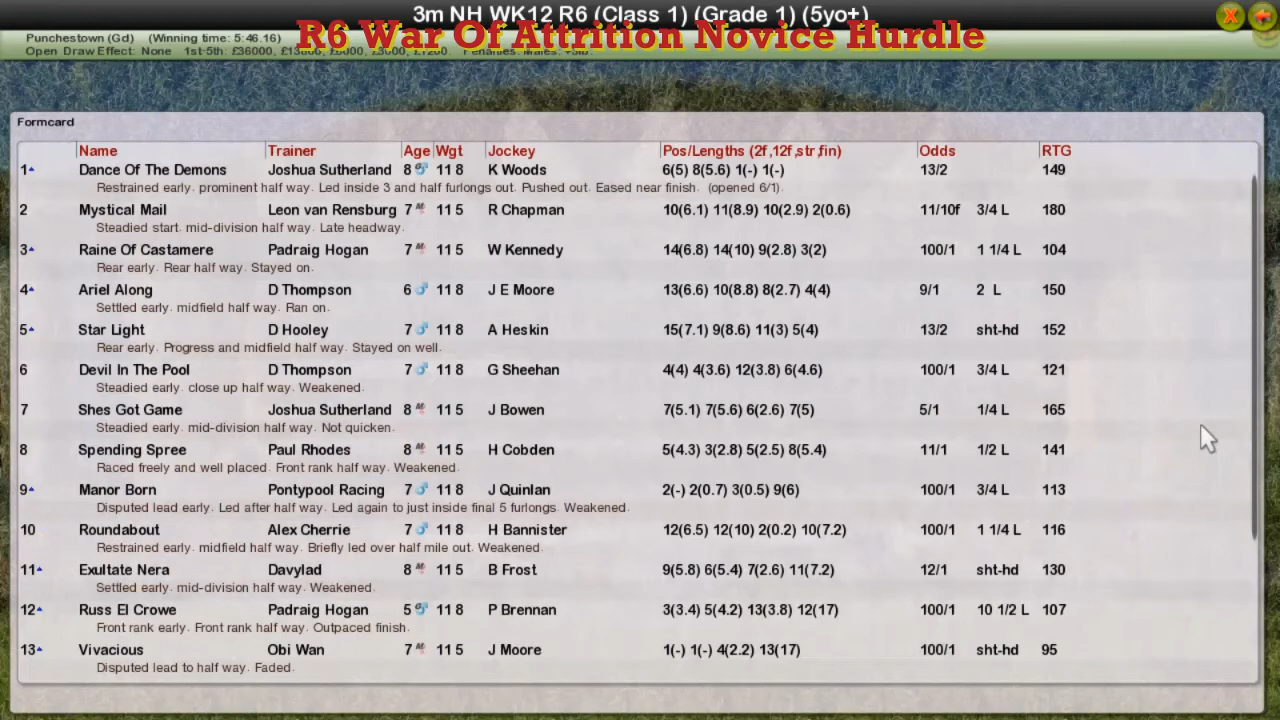 3m NH WK12 R6 (Class 1) (Grade 1) (5yo+)
R6 War Of Attrition Novice Hurdle
Punchestown (Gd) (Winning time: 5:46.16)
Open Draw Effect: None 1st-5th: £36000,
Formcard
Name Trainer Age Wgt Jockey Pos/Lengths (2f,12f,str,fin) Odds RTG
1 Dance Of The Demons Joshua Sutherland 8 11 8 K Woods 6(5) 8(5.6) 1(-) 1(-) 13/2 149
Restrained early. prominent half way. Led inside 3 and half furlongs out. Pushed out. Eased near finish. (opened 6/1).
2 Mystical Mail Leon van Rensburg 7 11 5 R Chapman 10(6.1) 11(8.9) 10(2.9) 2(0.6) 11/10f 3/4 L 180
Steadied start. mid-division half way. Late headway.
3 Raine Of Castamere Padraig Hogan 7 11 5 W Kennedy 14(6.8) 14(10) 9(2.8) 3(2) 100/1 1 1/4 L 104
Rear early. Rear half way. Stayed on.
4 Ariel Along D Thompson 6 11 8 J E Moore 13(6.6) 10(8.8) 8(2.7) 4(4) 9/1 2 L 150
Settled early. midfield half way. Ran on.
5 Star Light D Hooley 7 11 8 A Heskin 15(7.1) 9(8.6) 11(3) 5(4) 13/2 sht-hd 152
Rear early. Progress and midfield half way. Stayed on well.
6 Devil In The Pool D Thompson 7 11 8 G Sheehan 4(4) 4(3.6) 12(3.8) 6(4.6) 100/1 3/4 L 121
Steadied early. close up half way. Weakened.
7 Shes Got Game Joshua Sutherland 8 11 5 J Bowen 7(5.1) 7(5.6) 6(2.6) 7(5) 5/1 1/4 L 165
Steadied early. mid-division half way. Not quicken.
8 Spending Spree Paul Rhodes 8 11 5 H Cobden 5(4.3) 3(2.8) 5(2.5) 8(5.4) 11/1 1/2 L 141
Raced freely and well placed. Front rank half way. Weakened.
9 Manor Born Pontypool Racing 7 11 8 J Quinlan 2(-) 2(0.7) 3(0.5) 9(6) 100/1 3/4 L 113
Disputed lead early. Led after half way. Led again to just inside final 5 furlongs. Weakened.
10 Roundabout Alex Cherrie 7 11 8 H Bannister 12(6.5) 12(10) 2(0.2) 10(7.2) 100/1 1 1/4 L 116
Restrained early. midfield half way. Briefly led over half mile out. Weakened.
11 Exultate Nera Davylad 8 11 5 B Frost 9(5.8) 6(5.4) 7(2.6) 11(7.2) 12/1 sht-hd 130
Settled early. mid-division half way. Weakened.
12 Russ El Crowe Padraig Hogan 5 11 8 P Brennan 3(3.4) 5(4.2) 13(3.8) 12(17) 100/1 10 1/2 L 107
Front rank early. Front rank half way. Outpaced finish.
13 Vivacious Obi Wan 7 11 5 J Moore 1(-) 1(-) 4(2.2) 13(17) 100/1 sht-hd 95
Disputed lead to half way. Faded.